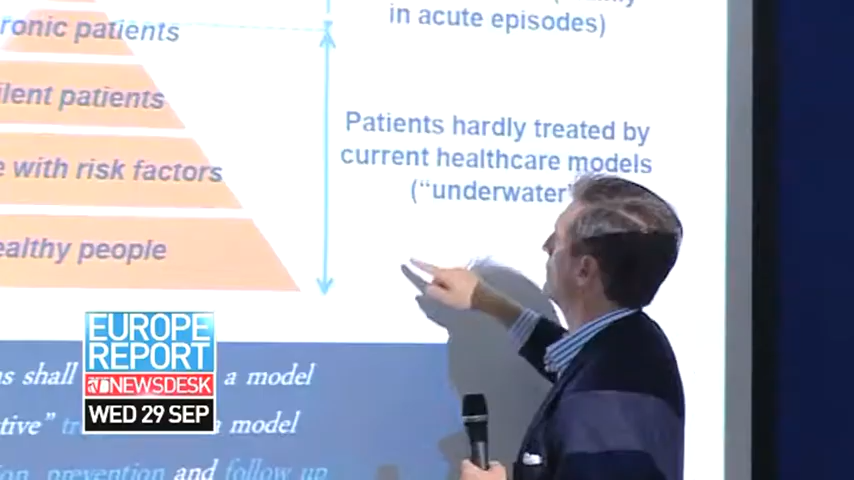 in acute episodes)
ronic patients
ilent patients
Patients hardly treated by
current healthcare models
("underwater"
with risk factors
ealthy people
EUROPE
REPORT
NEWSDESK
WED 29 SEP
shall a model
tive" a model
prevention and follow up